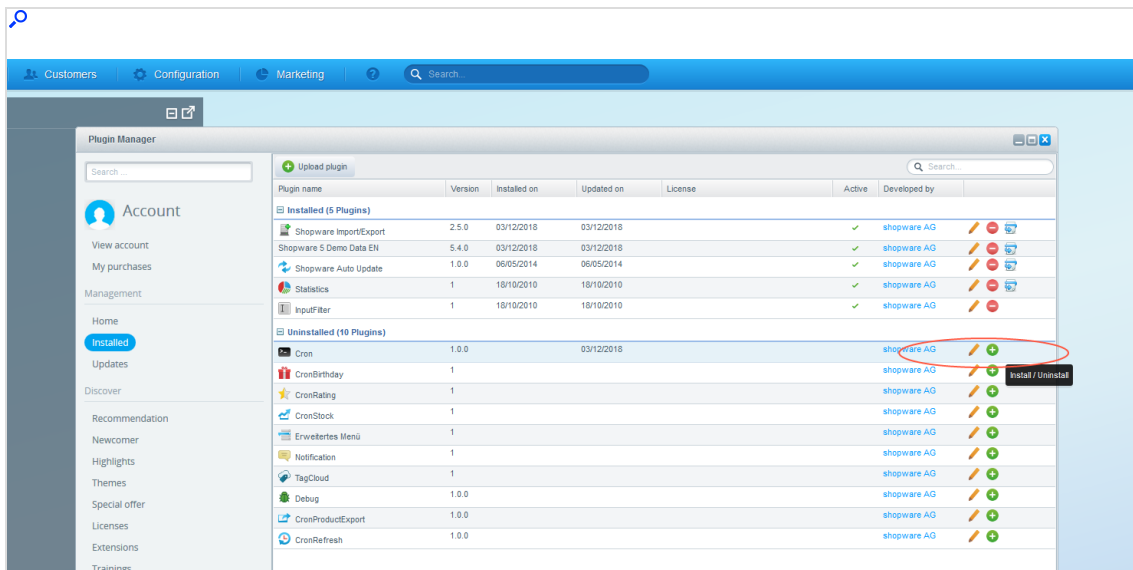 Customers Configuration Marketing ? Search...
Plugin Manager
Search ...
Account
View account
My purchases
Management
Home
Installed
Updates
Discover
Recommendation
Newcomer
Highlights
Themes
Special offer
Licenses
Extensions
Trainings
Upload plugin Search...
Plugin name Version Installed on Updated on License Active Developed by
Installed (5 Plugins)
Shopware Import/Export 2.5.0 03/12/2018 03/12/2018 shopware AG
Shopware 5 Demo Data EN 5.4.0 03/12/2018 03/12/2018 shopware AG
Shopware Auto Update 1.0.0 06/05/2014 06/05/2014 shopware AG
Statistics 1 18/10/2010 18/10/2010 shopware AG
InputFilter 1 18/10/2010 18/10/2010 shopware AG
Uninstalled (10 Plugins)
Cron 1.0.0 03/12/2018 shopware AG
Install / Uninstall
CronBirthday 1 shopware AG
CronRating 1 shopware AG
CronStock 1 shopware AG
Erweitertes Menü 1 shopware AG
Notification 1 shopware AG
TagCloud 1 shopware AG
Debug 1.0.0 shopware AG
CronProductExport 1.0.0 shopware AG
CronRefresh 1.0.0 shopware AG